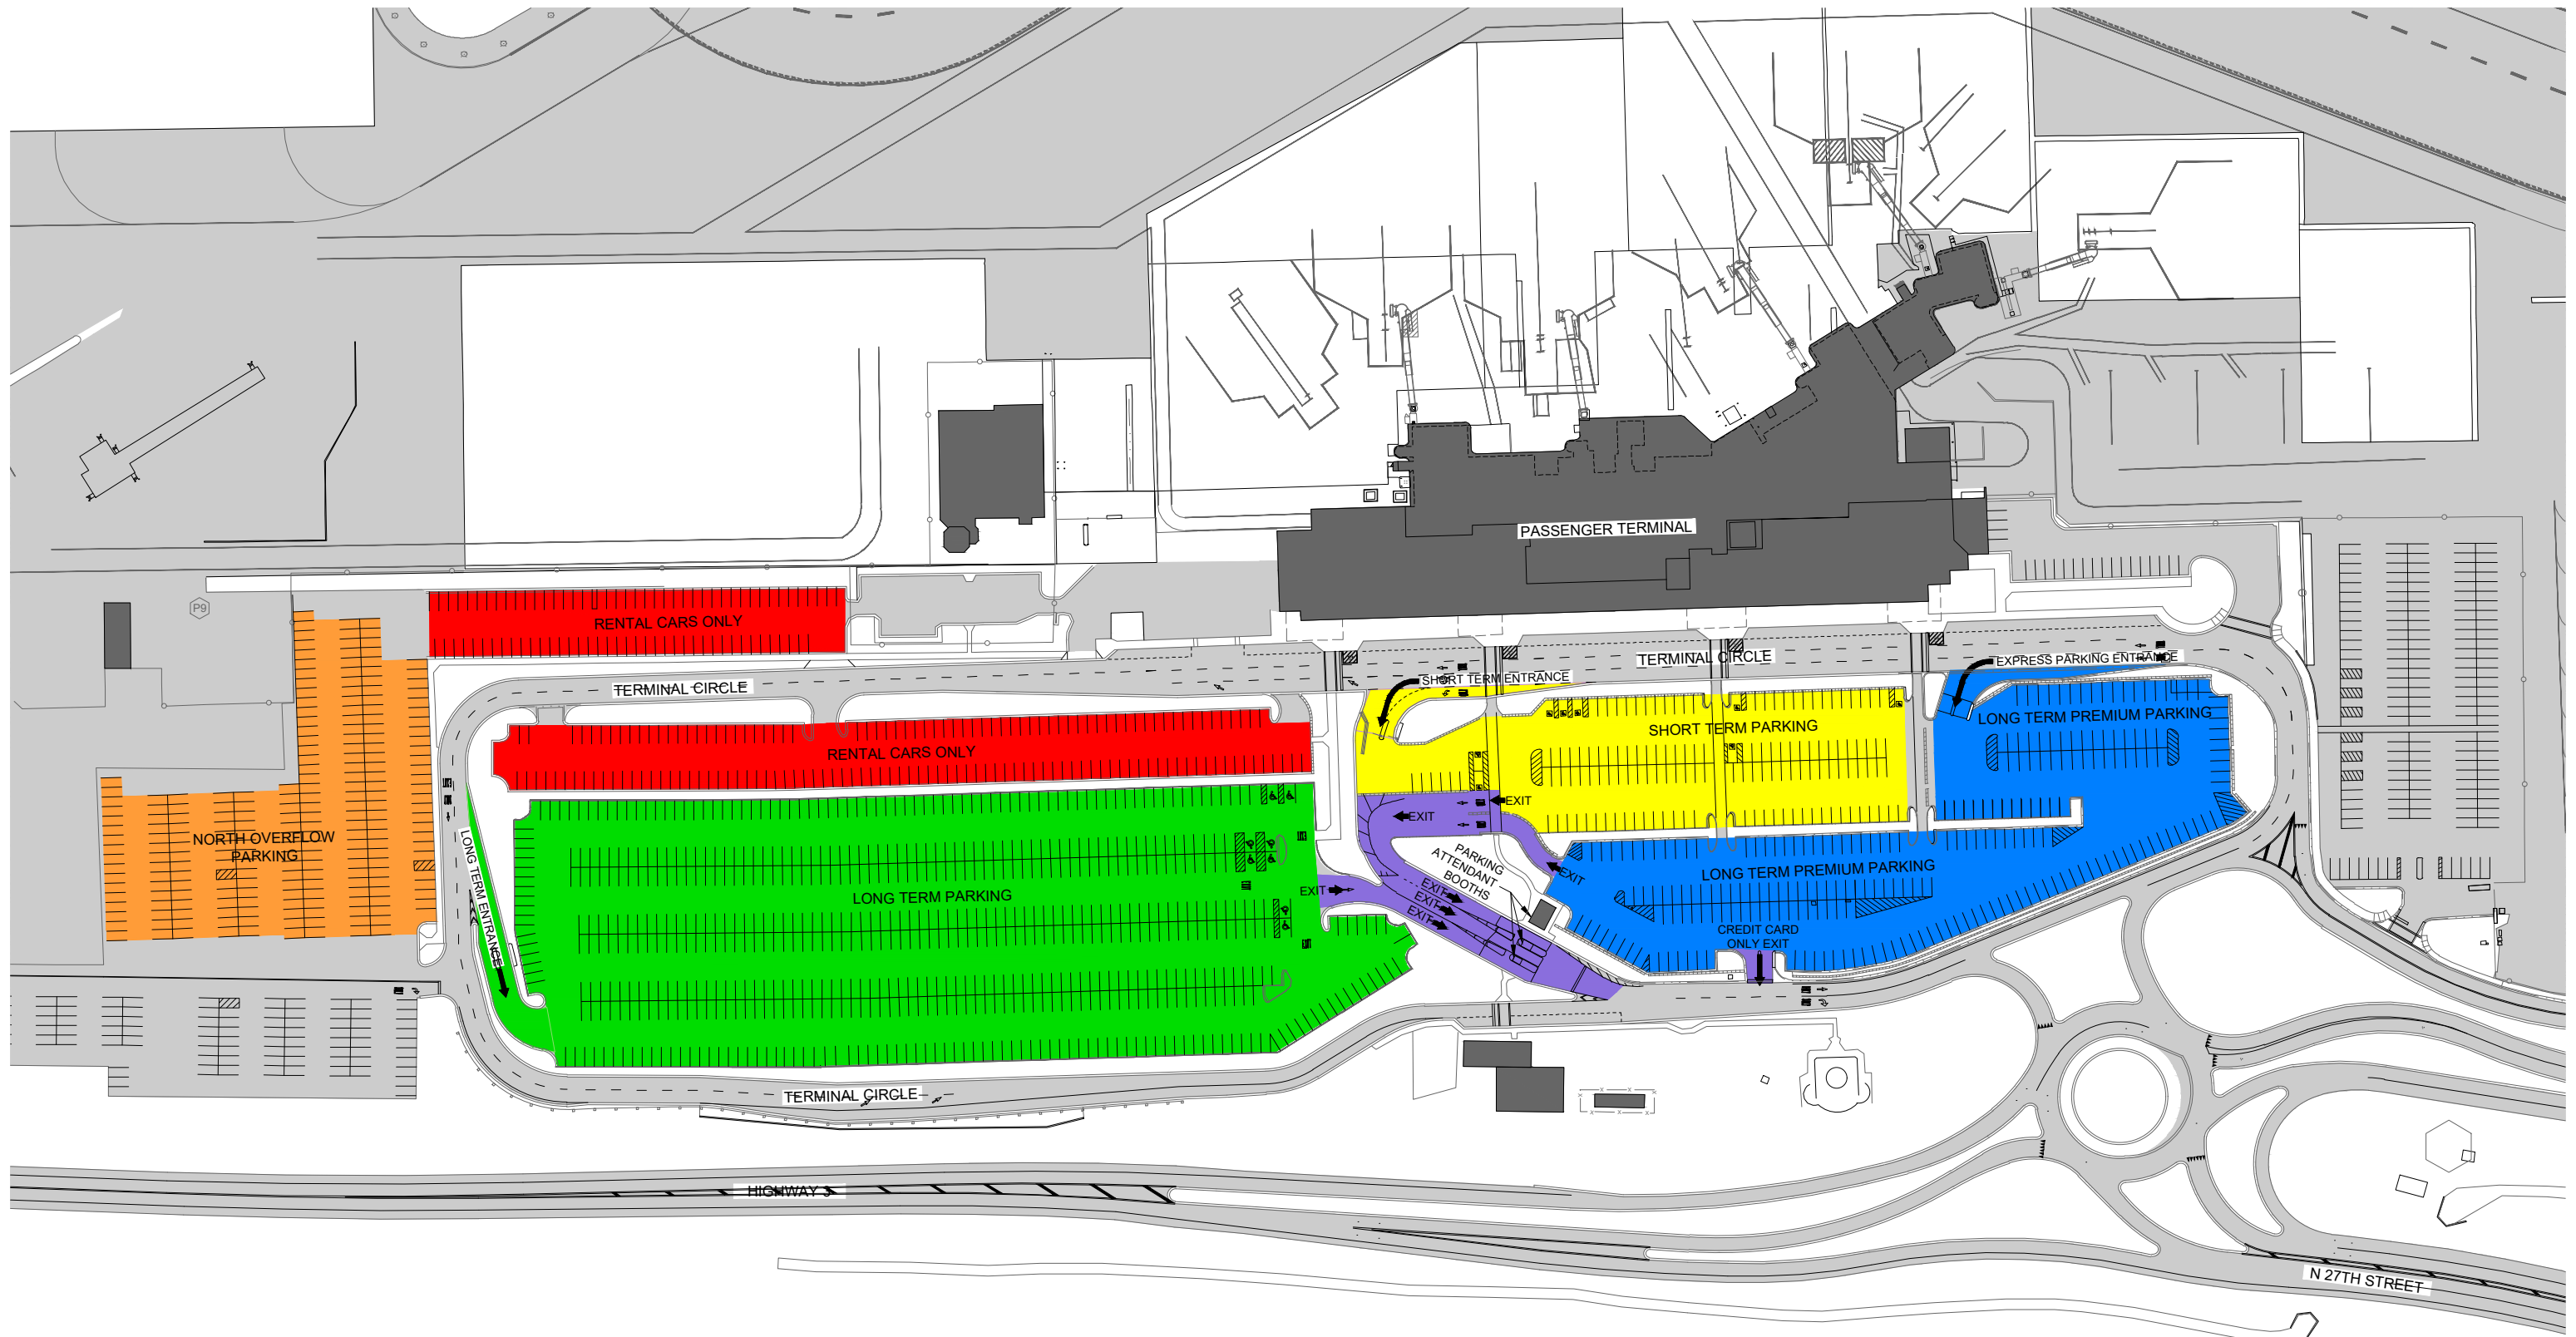 PASSENGER TERMINAL
P9
RENTAL CARS ONLY
TERMINAL CIRCLE
EXPRESS PARKING ENTRANCE
SHORT TERM ENTRANCE
TERMINAL CIRCLE
LONG TERM PREMIUM PARKING
SHORT TERM PARKING
RENTAL CARS ONLY
EXIT
EXIT
NORTH OVERFLOW
PARKING
LONG TERM ENTRANCE
PARKING
ATTENDANT
BOOTHS
LONG TERM PREMIUM PARKING
EXIT
EXIT
LONG TERM PARKING
EXIT
EXIT
EXIT
CREDIT CARD
ONLY EXIT
TERMINAL CIRCLE
HIGHWAY 3
N 27TH STREET